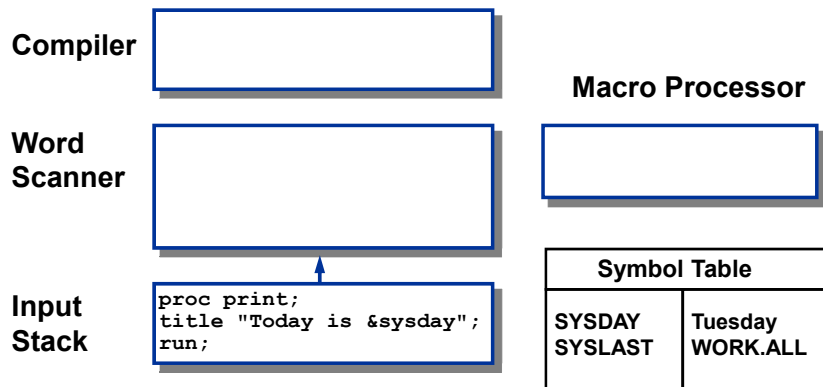 Compiler
Macro Processor
Word
Scanner
Input
Stack
proc print;
title "Today is &sysday";
run;
Symbol Table
SYSDAY Tuesday
SYSLAST WORK.ALL